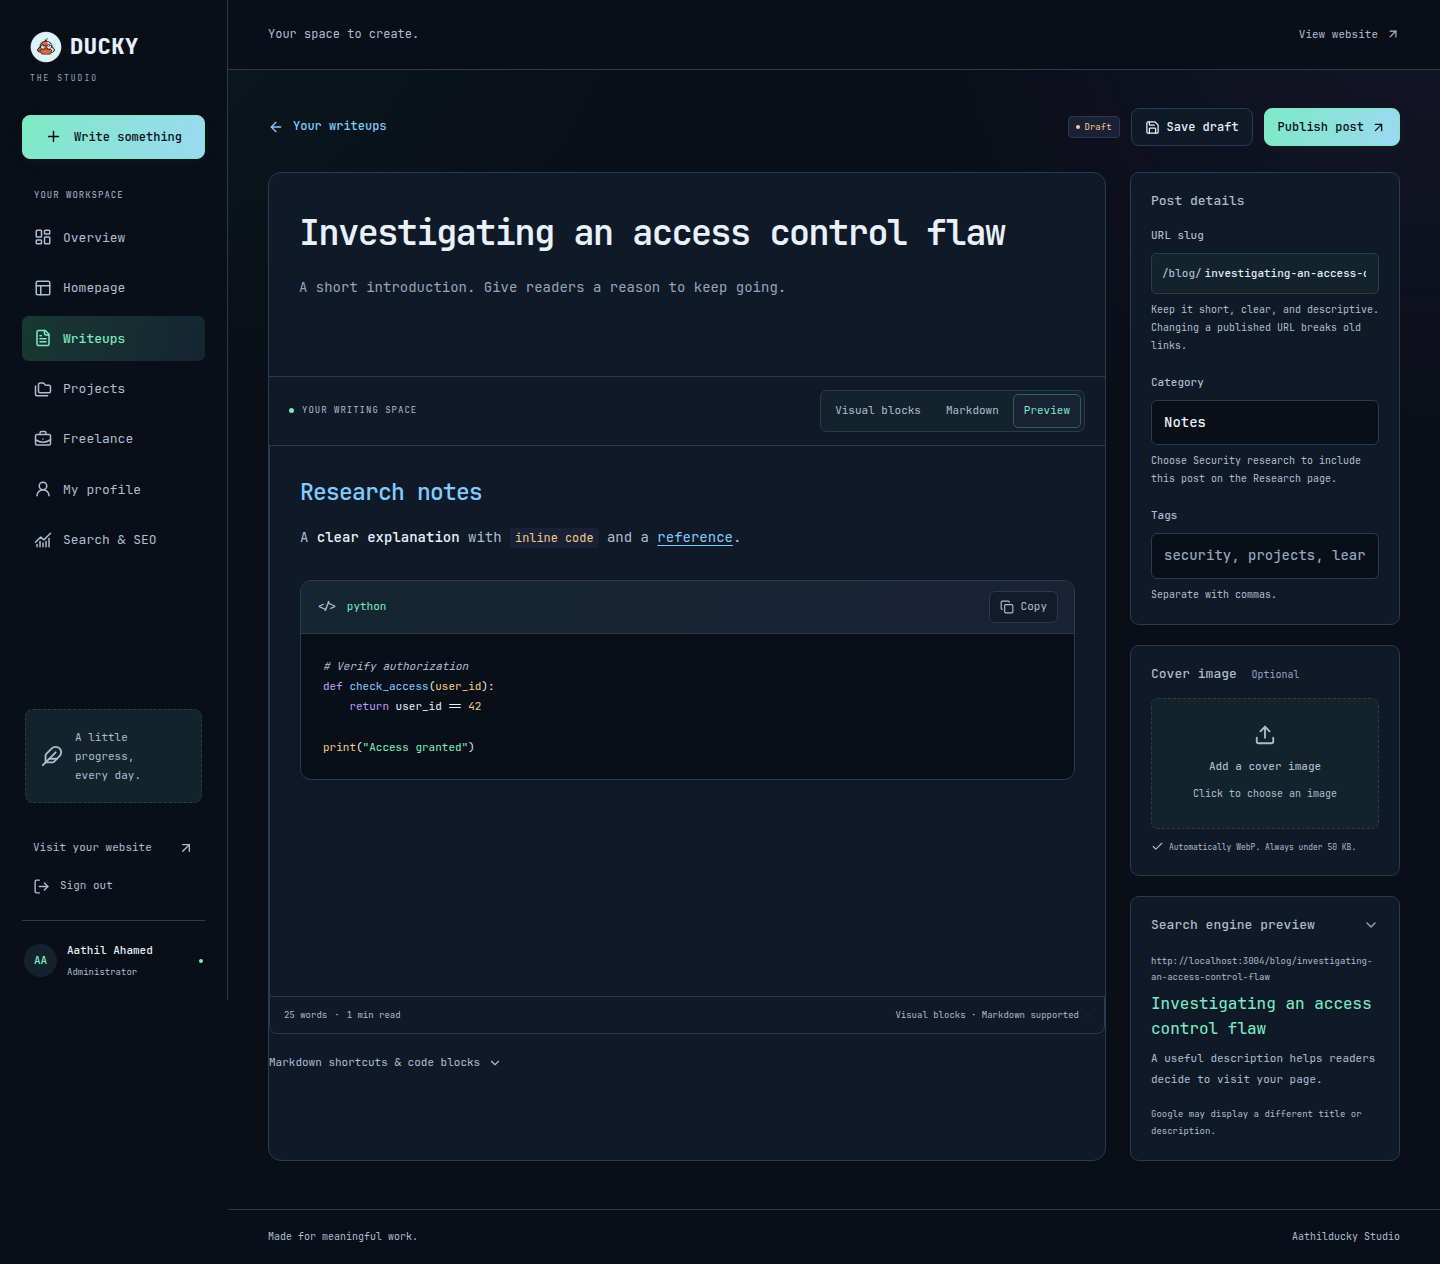 DUCKY
THE STUDIO
Write something
YOUR WORKSPACE
Overview
Homepage
Writeups
Projects
Freelance
My profile
Search & SEO
A little
progress,
every day.
Visit your website
Sign out
AA
Aathil Ahamed
Administrator
Your space to create.
View website
Your writeups
Draft
Save draft
Publish post
Investigating an access control flaw
A short introduction. Give readers a reason to keep going.
YOUR WRITING SPACE
Visual blocks
Markdown
Preview
Research notes
A clear explanation with inline code and a reference.
</> python
Copy
# Verify authorization
def check_access(user_id):
    return user_id == 42
print("Access granted")
25 words · 1 min read
Visual blocks · Markdown supported
Markdown shortcuts & code blocks
Post details
URL slug
/blog/ investigating-an-access-c
Keep it short, clear, and descriptive.
Changing a published URL breaks old
links.
Category
Notes
Choose Security research to include
this post on the Research page.
Tags
security, projects, lear
Separate with commas.
Cover image Optional
Add a cover image
Click to choose an image
Automatically WebP. Always under 50 KB.
Search engine preview
http://localhost:3004/blog/investigating-
an-access-control-flaw
Investigating an access
control flaw
A useful description helps readers
decide to visit your page.
Google may display a different title or
description.
Made for meaningful work.
Aathilducky Studio